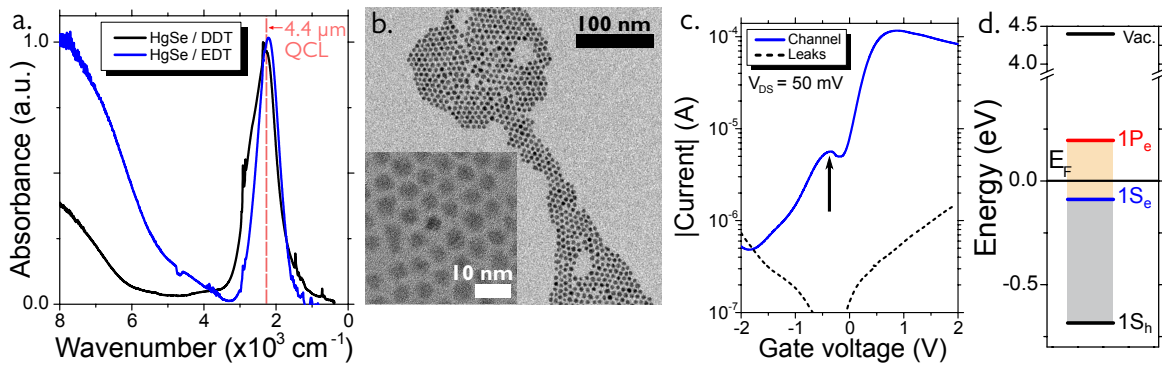 a.
HgSe / DDT
HgSe / EDT
4.4 µm
QCL
Absorbance (a.u.)
1.0
0.0
8
6
4
2
0
Wavenumber (x10³ cm⁻¹)
b.
100 nm
10 nm
c.
Channel
Leaks
V_DS = 50 mV
|Current| (A)
10⁻⁴
10⁻⁵
10⁻⁶
10⁻⁷
-2
-1
0
1
2
Gate voltage (V)
d.
Energy (eV)
4.5
4.0
0.0
-0.5
Vac.
1P_e
E_F
1S_e
1S_h